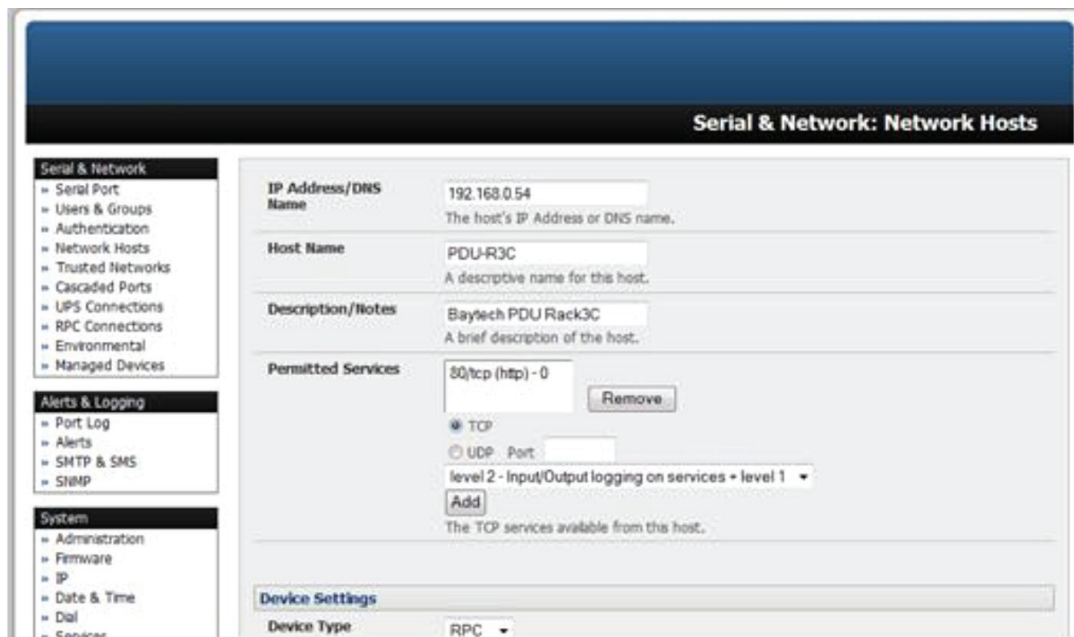 Serial & Network: Network Hosts
Serial & Network
» Serial Port
» Users & Groups
» Authentication
» Network Hosts
» Trusted Networks
» Cascaded Ports
» UPS Connections
» RPC Connections
» Environmental
» Managed Devices
Alerts & Logging
» Port Log
» Alerts
» SMTP & SMS
» SNMP
System
» Administration
» Firmware
» IP
» Date & Time
» Dial
» Services
IP Address/DNS
Name
192.168.0.54
The host's IP Address or DNS name.
Host Name
PDU-R3C
A descriptive name for this host.
Description/Notes
Baytech PDU Rack3C
A brief description of the host.
Permitted Services
80/tcp (http) - 0
Remove
TCP
UDP Port
level 2 - Input/Output logging on services + level 1
Add
The TCP services available from this host.
Device Settings
Device Type
RPC